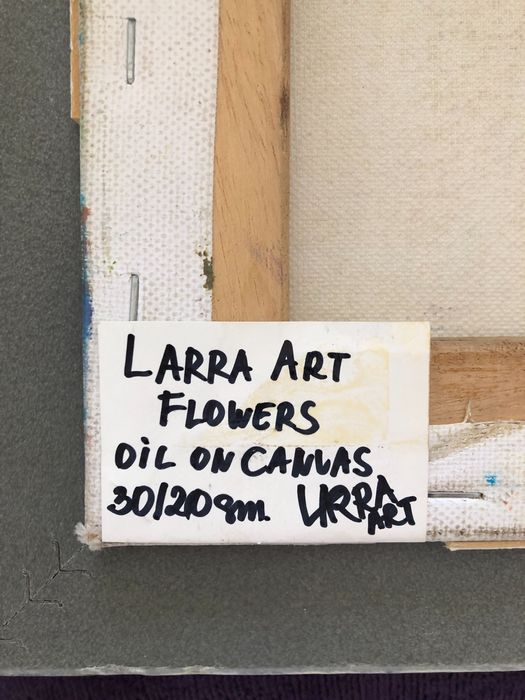 LARRA ART
FLOWERS
OiL ON CANVAS
30/20 cm. LARRA
ART